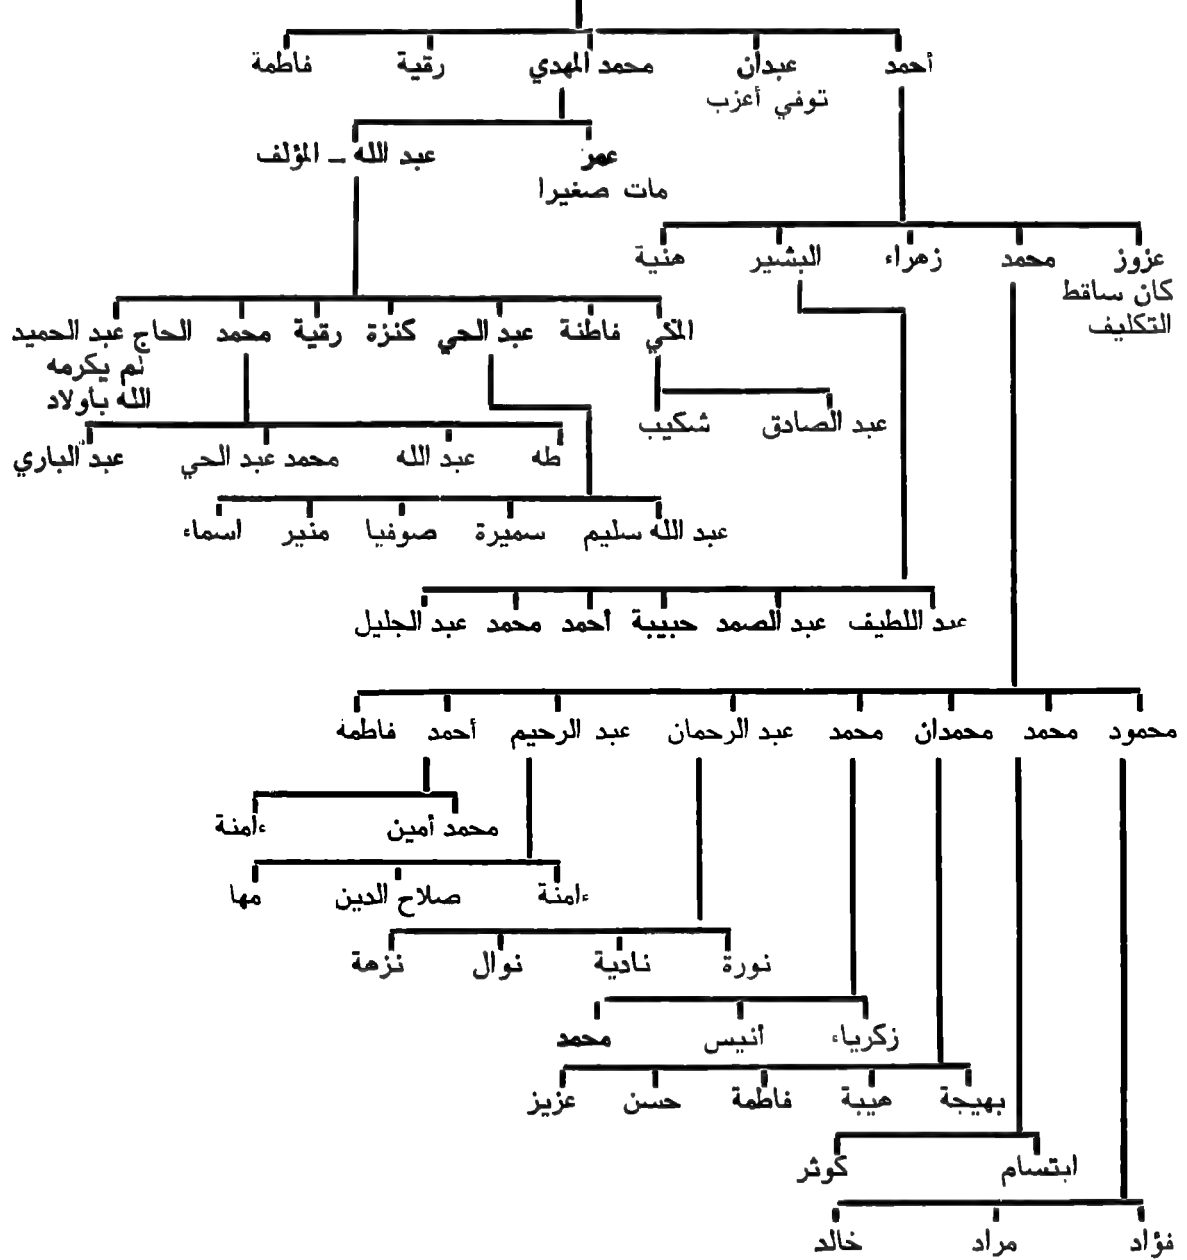 أحمد عبدان محمد المهدي رقية فاطمة
توفي أعزب
عمر عبد الله – المؤلف
مات صغيرا
عزوز محمد زهراء البشير هنية
كان ساقط
التكليف
المكي فاطنة عبد الحي كنزة رقية محمد الحاج عبد الحميد
لم يكرمه
الله بأولاد
عبد الصادق شكيب
طه عبد الله محمد عبد الحي عبد الباري
عبد الله سليم سميرة صوفيا منير اسماء
عبد اللطيف عبد الصمد حبيبة أحمد محمد عبد الجليل
محمود محمد محمدان محمد عبد الرحمان عبد الرحيم أحمد فاطمة
محمد أمين ءامنة
ءامنة صلاح الدين مها
نورة نادية نوال نزهة
زكرياء أنيس محمد
بهيجة هيبة فاطمة حسن عزيز
ابتسام كوثر
فؤاد مراد خالد